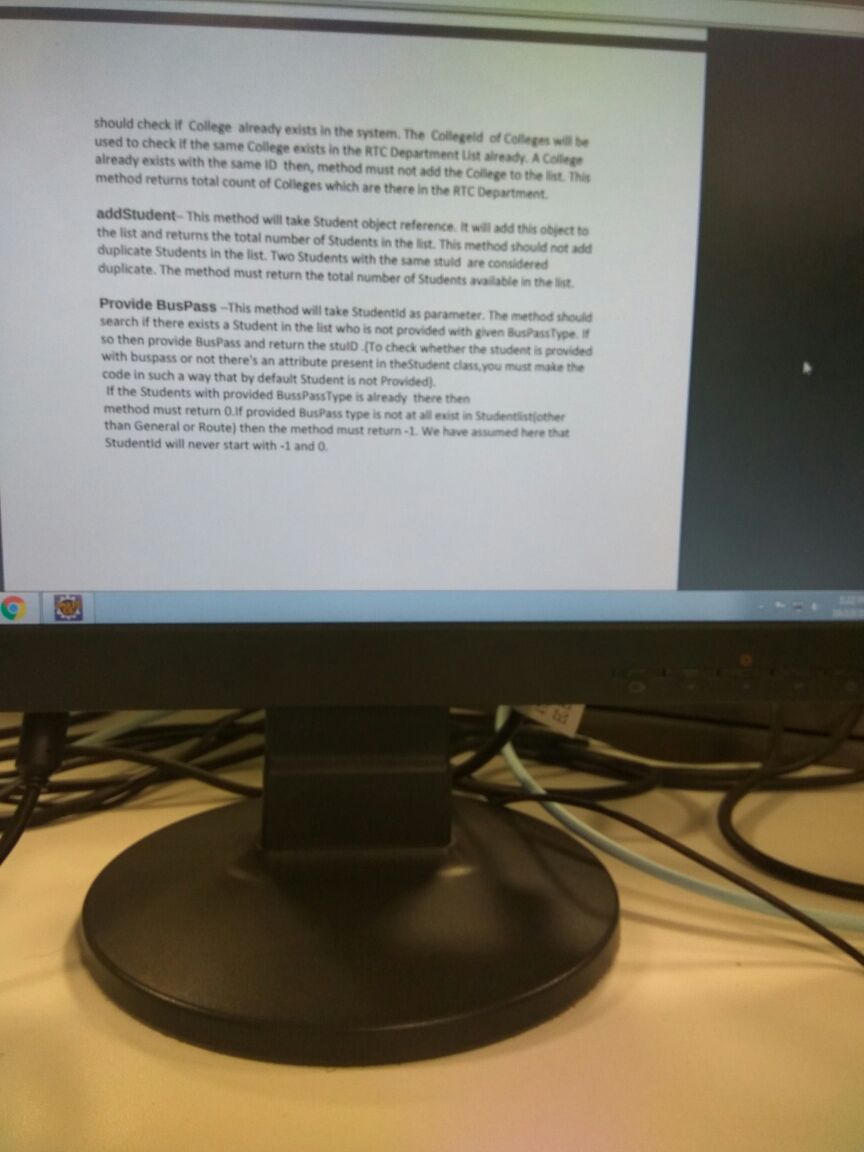 should check if College already exists in the system. The CollegeId of Colleges will be
used to check if the same College exists in the RTC Department List already. A College
already exists with the same ID then, method must not add the College to the list. This
method returns total count of Colleges which are there in the RTC Department.
addStudent– This method will take Student object reference. It will add this object to
the list and returns the total number of Students in the list. This method should not add
duplicate Students in the list. Two Students with the same stuId are considered
duplicate. The method must return the total number of Students available in the list.
Provide BusPass –This method will take StudentId as parameter. The method should
search if there exists a Student in the list who is not provided with given BusPassType. If
so then provide BusPass and return the stuID .(To check whether the student is provided
with buspass or not there's an attribute present in theStudent class,you must make the
code in such a way that by default Student is not Provided).
If the Students with provided BussPassType is already there then
method must return 0.If provided BusPass type is not at all exist in Studentlist(other
than General or Route) then the method must return -1. We have assumed here that
StudentId will never start with -1 and 0.